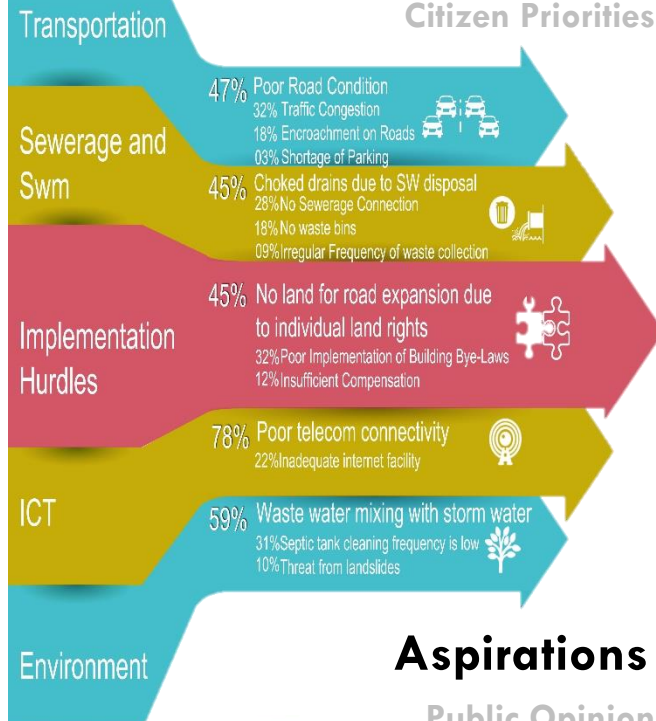 Citizen Priorities
Transportation
47% Poor Road Condition
32% Traffic Congestion
18% Encroachment on Roads
03% Shortage of Parking
Sewerage and
Swm
45% Choked drains due to SW disposal
28%No Sewerage Connection
18%No waste bins
09%Irregular Frequency of waste collection
Implementation
Hurdles
45% No land for road expansion due
to individual land rights
32%Poor Implementation of Building Bye-Laws
12%Insufficient Compensation
ICT
78% Poor telecom connectivity
22%Inadequate internet facility
Environment
59% Waste water mixing with storm water
31%Septic tank cleaning frequency is low
10%Threat from landslides
Aspirations
Public Opinion